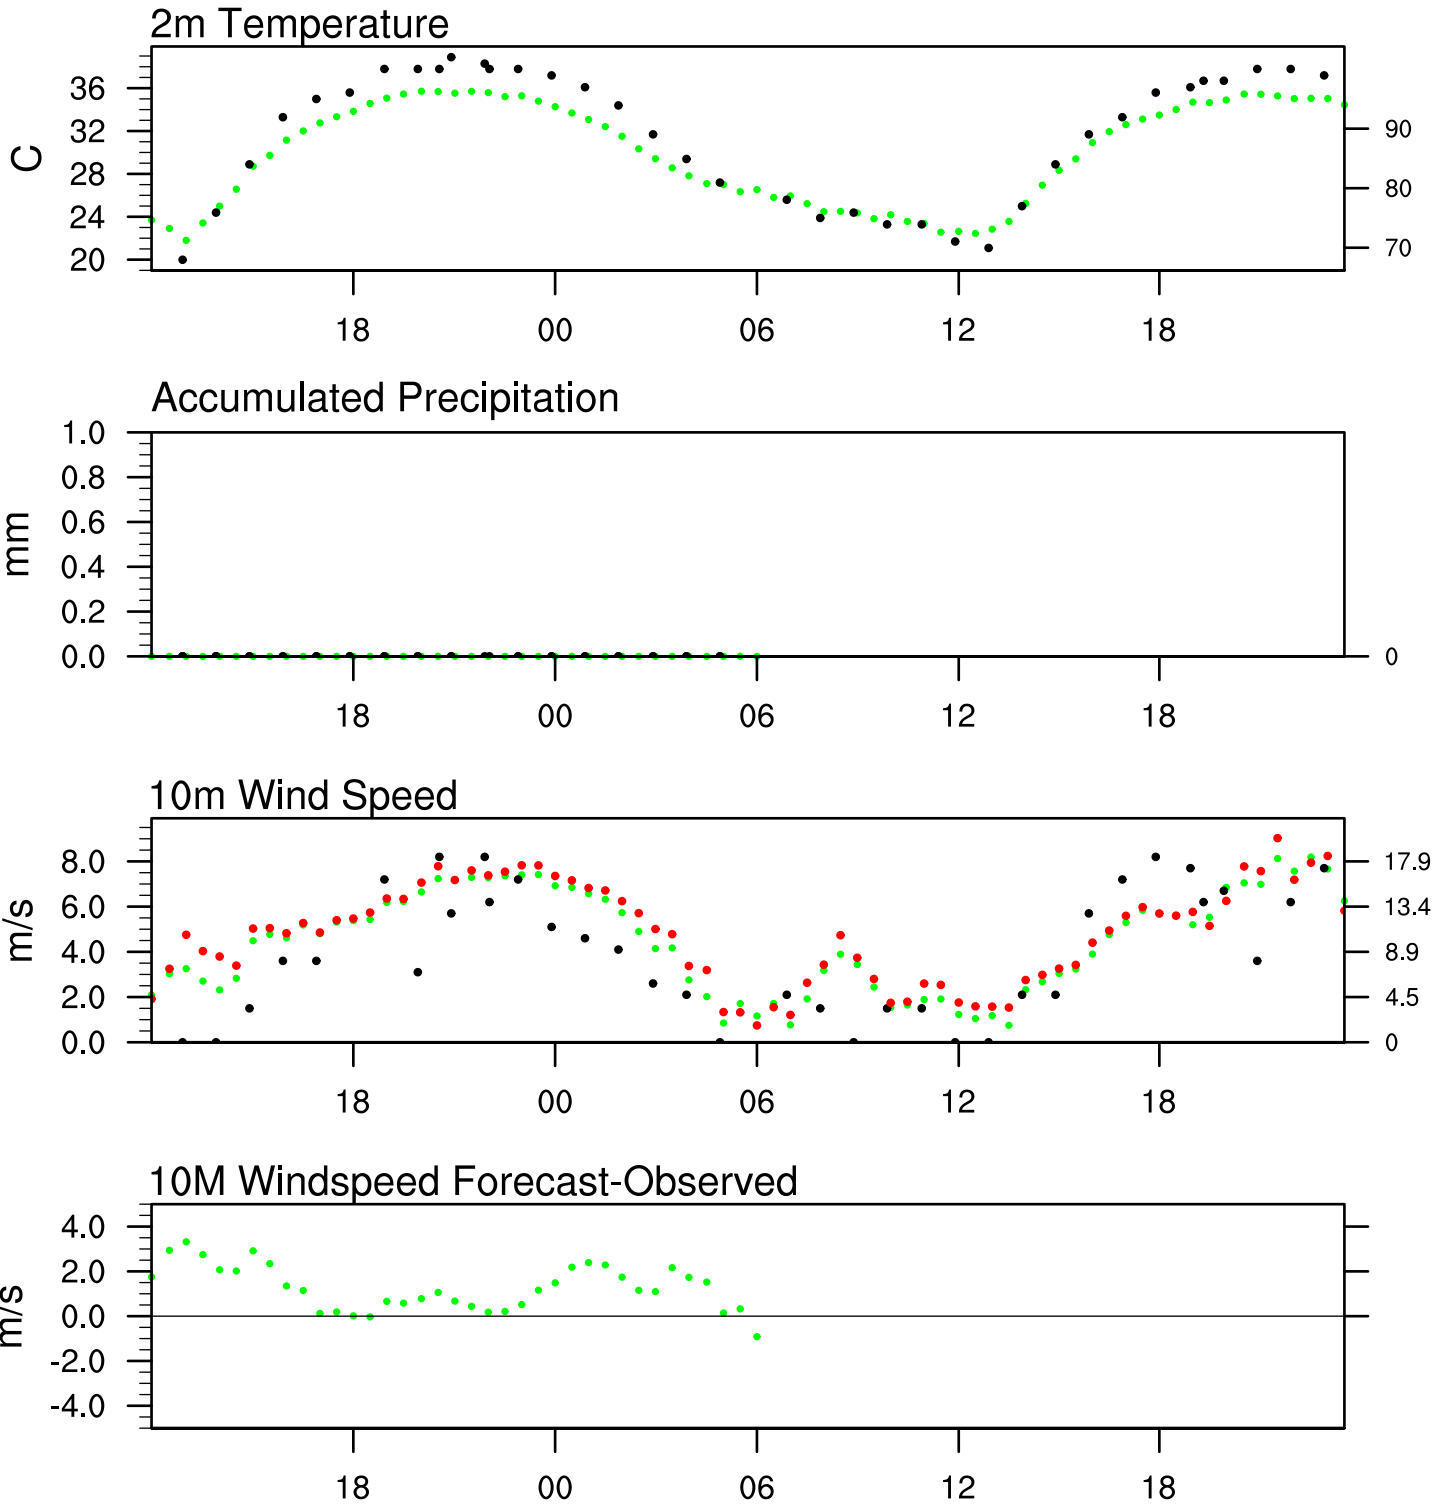 2m Temperature
36
32
28
24
20
C
90
80
70
18 00 06 12 18
Accumulated Precipitation
1.0
0.8
0.6
0.4
0.2
0.0
mm
0
18 00 06 12 18
10m Wind Speed
8.0 17.9
6.0 13.4
4.0 8.9
2.0 4.5
0.0 0
m/s
18 00 06 12 18
10M Windspeed Forecast-Observed
4.0
2.0
0.0
-2.0
-4.0
m/s
18 00 06 12 18